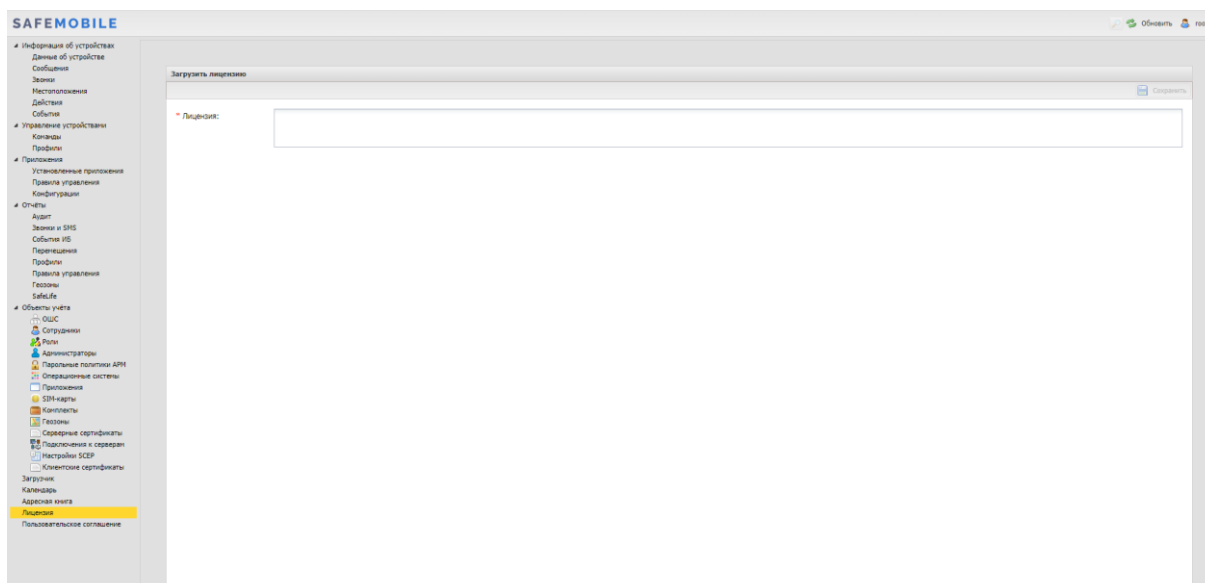 SAFEMOBILE
Обновить
Информация об устройствах
Данные об устройстве
Сообщения
Звонки
Местоположения
Действия
События
Управление устройствами
Команды
Профили
Приложения
Установленные приложения
Правила управления
Конфигурации
Отчёты
Аудит
Звонки и SMS
События ИБ
Перемещения
Профили
Правила управления
Геозоны
SafeLife
Объекты учёта
ОШС
Сотрудники
Роли
Администраторы
Парольные политики АРМ
Операционные системы
Приложения
SIM-карты
Комплекты
Геозоны
Серверные сертификаты
Подключения к серверам
Настройки SCEP
Клиентские сертификаты
Загрузчик
Календарь
Адресная книга
Лицензия
Пользовательское соглашение
Загрузить лицензию
Сохранить
* Лицензия: